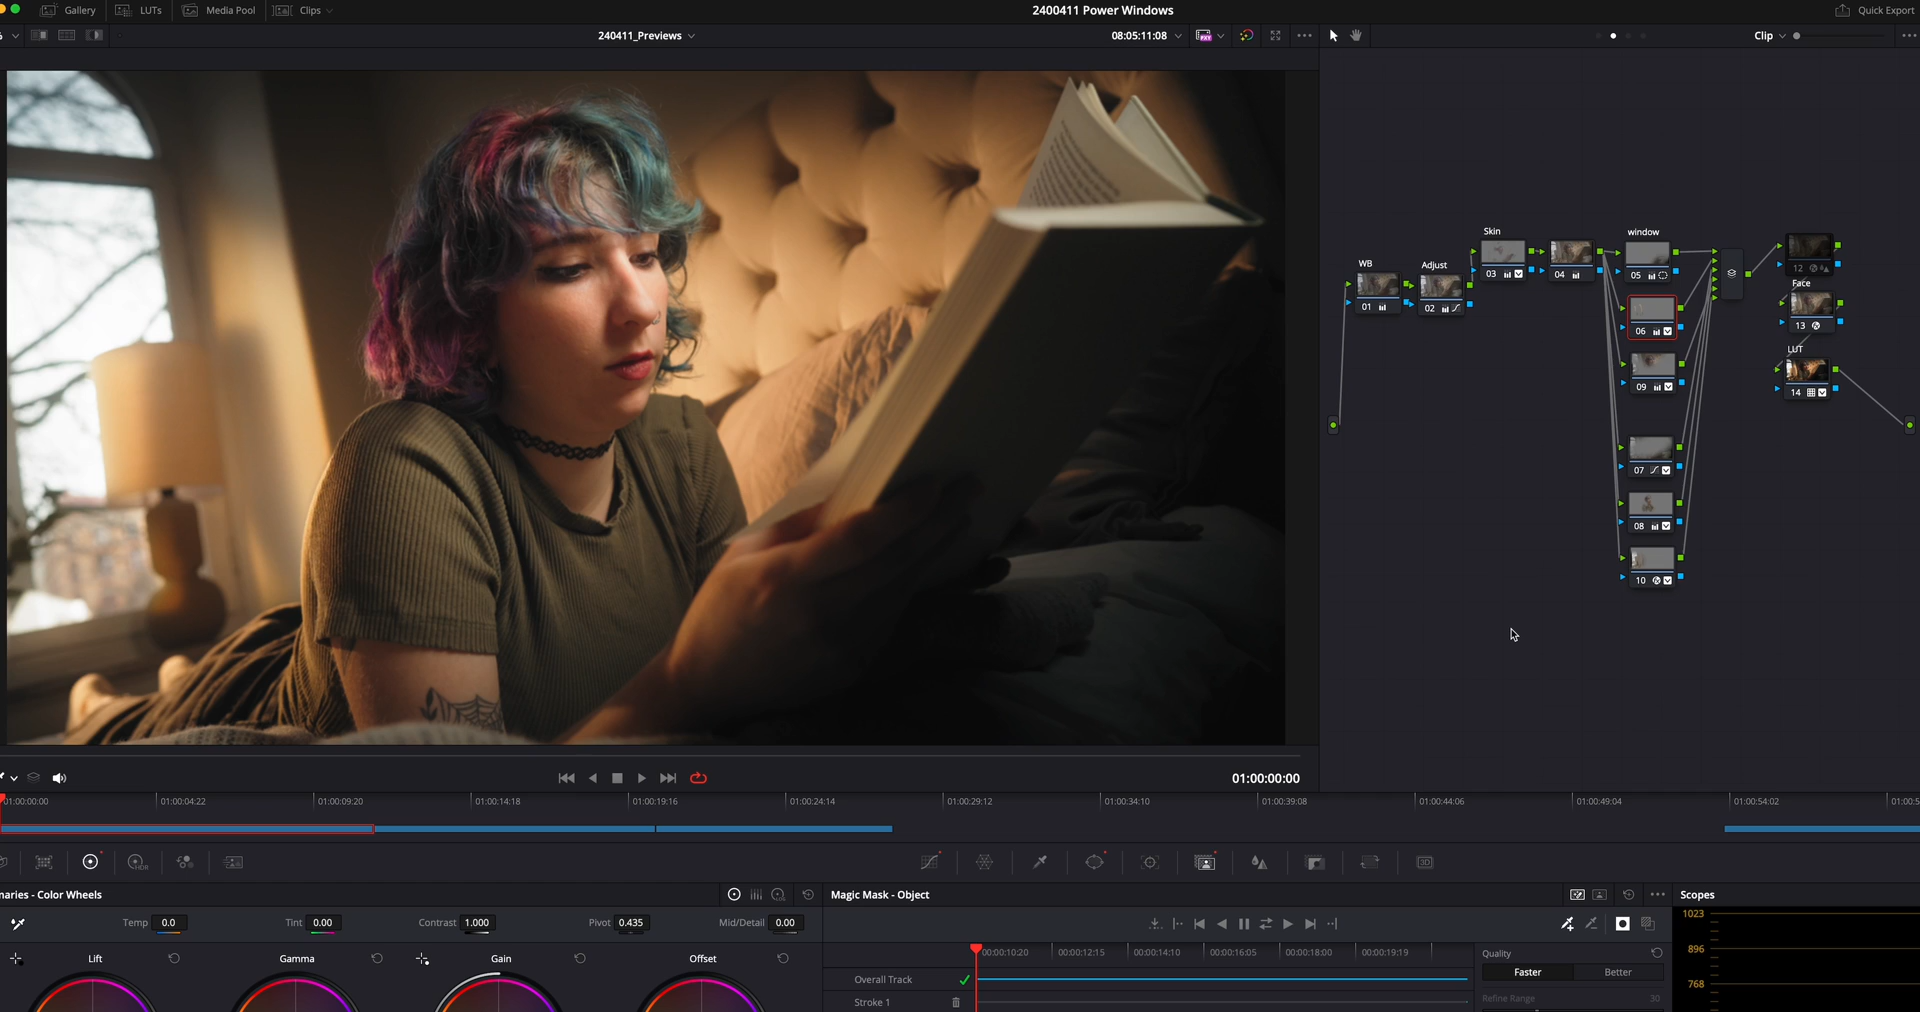 Gallery LUTs Media Pool Clips 2400411 Power Windows Quick Export
240411_Previews 08:05:11:08 Clip
Skin window
WB Adjust
03 04 05 12
01 02 Face
06 13
LUT
09 14
07
08
10
01:00:00:00
01:00:00:00 01:00:04:22 01:00:09:20 01:00:14:18 01:00:19:16 01:00:24:14 01:00:29:12 01:00:34:10 01:00:39:08 01:00:44:06 01:00:49:04 01:00:54:02 01:00:5
HDR 3D
maries - Color Wheels Magic Mask - Object Scopes
Temp 0.0 Tint 0.00 Contrast 1.000 Pivot 0.435 Mid/Detail 0.00 1023
Lift Gamma Gain Offset 00:00:10:20 00:00:12:15 00:00:14:10 00:00:16:05 00:00:18:00 00:00:19:19 Quality 896
Overall Track Faster Better 768
Stroke 1 Refine Range 30